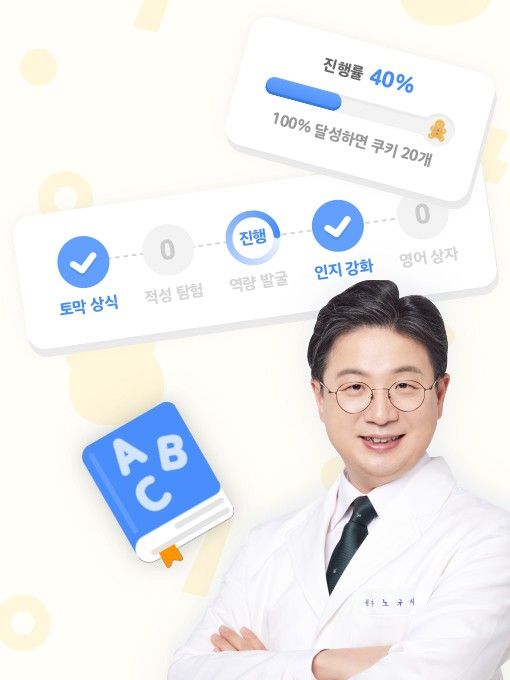 진행률 40%
100% 달성하면 쿠키 20개
0
진행
0
토막 상식
적성 탐험
역량 발굴
인지 강화
영어 상자
A B
C
노규식